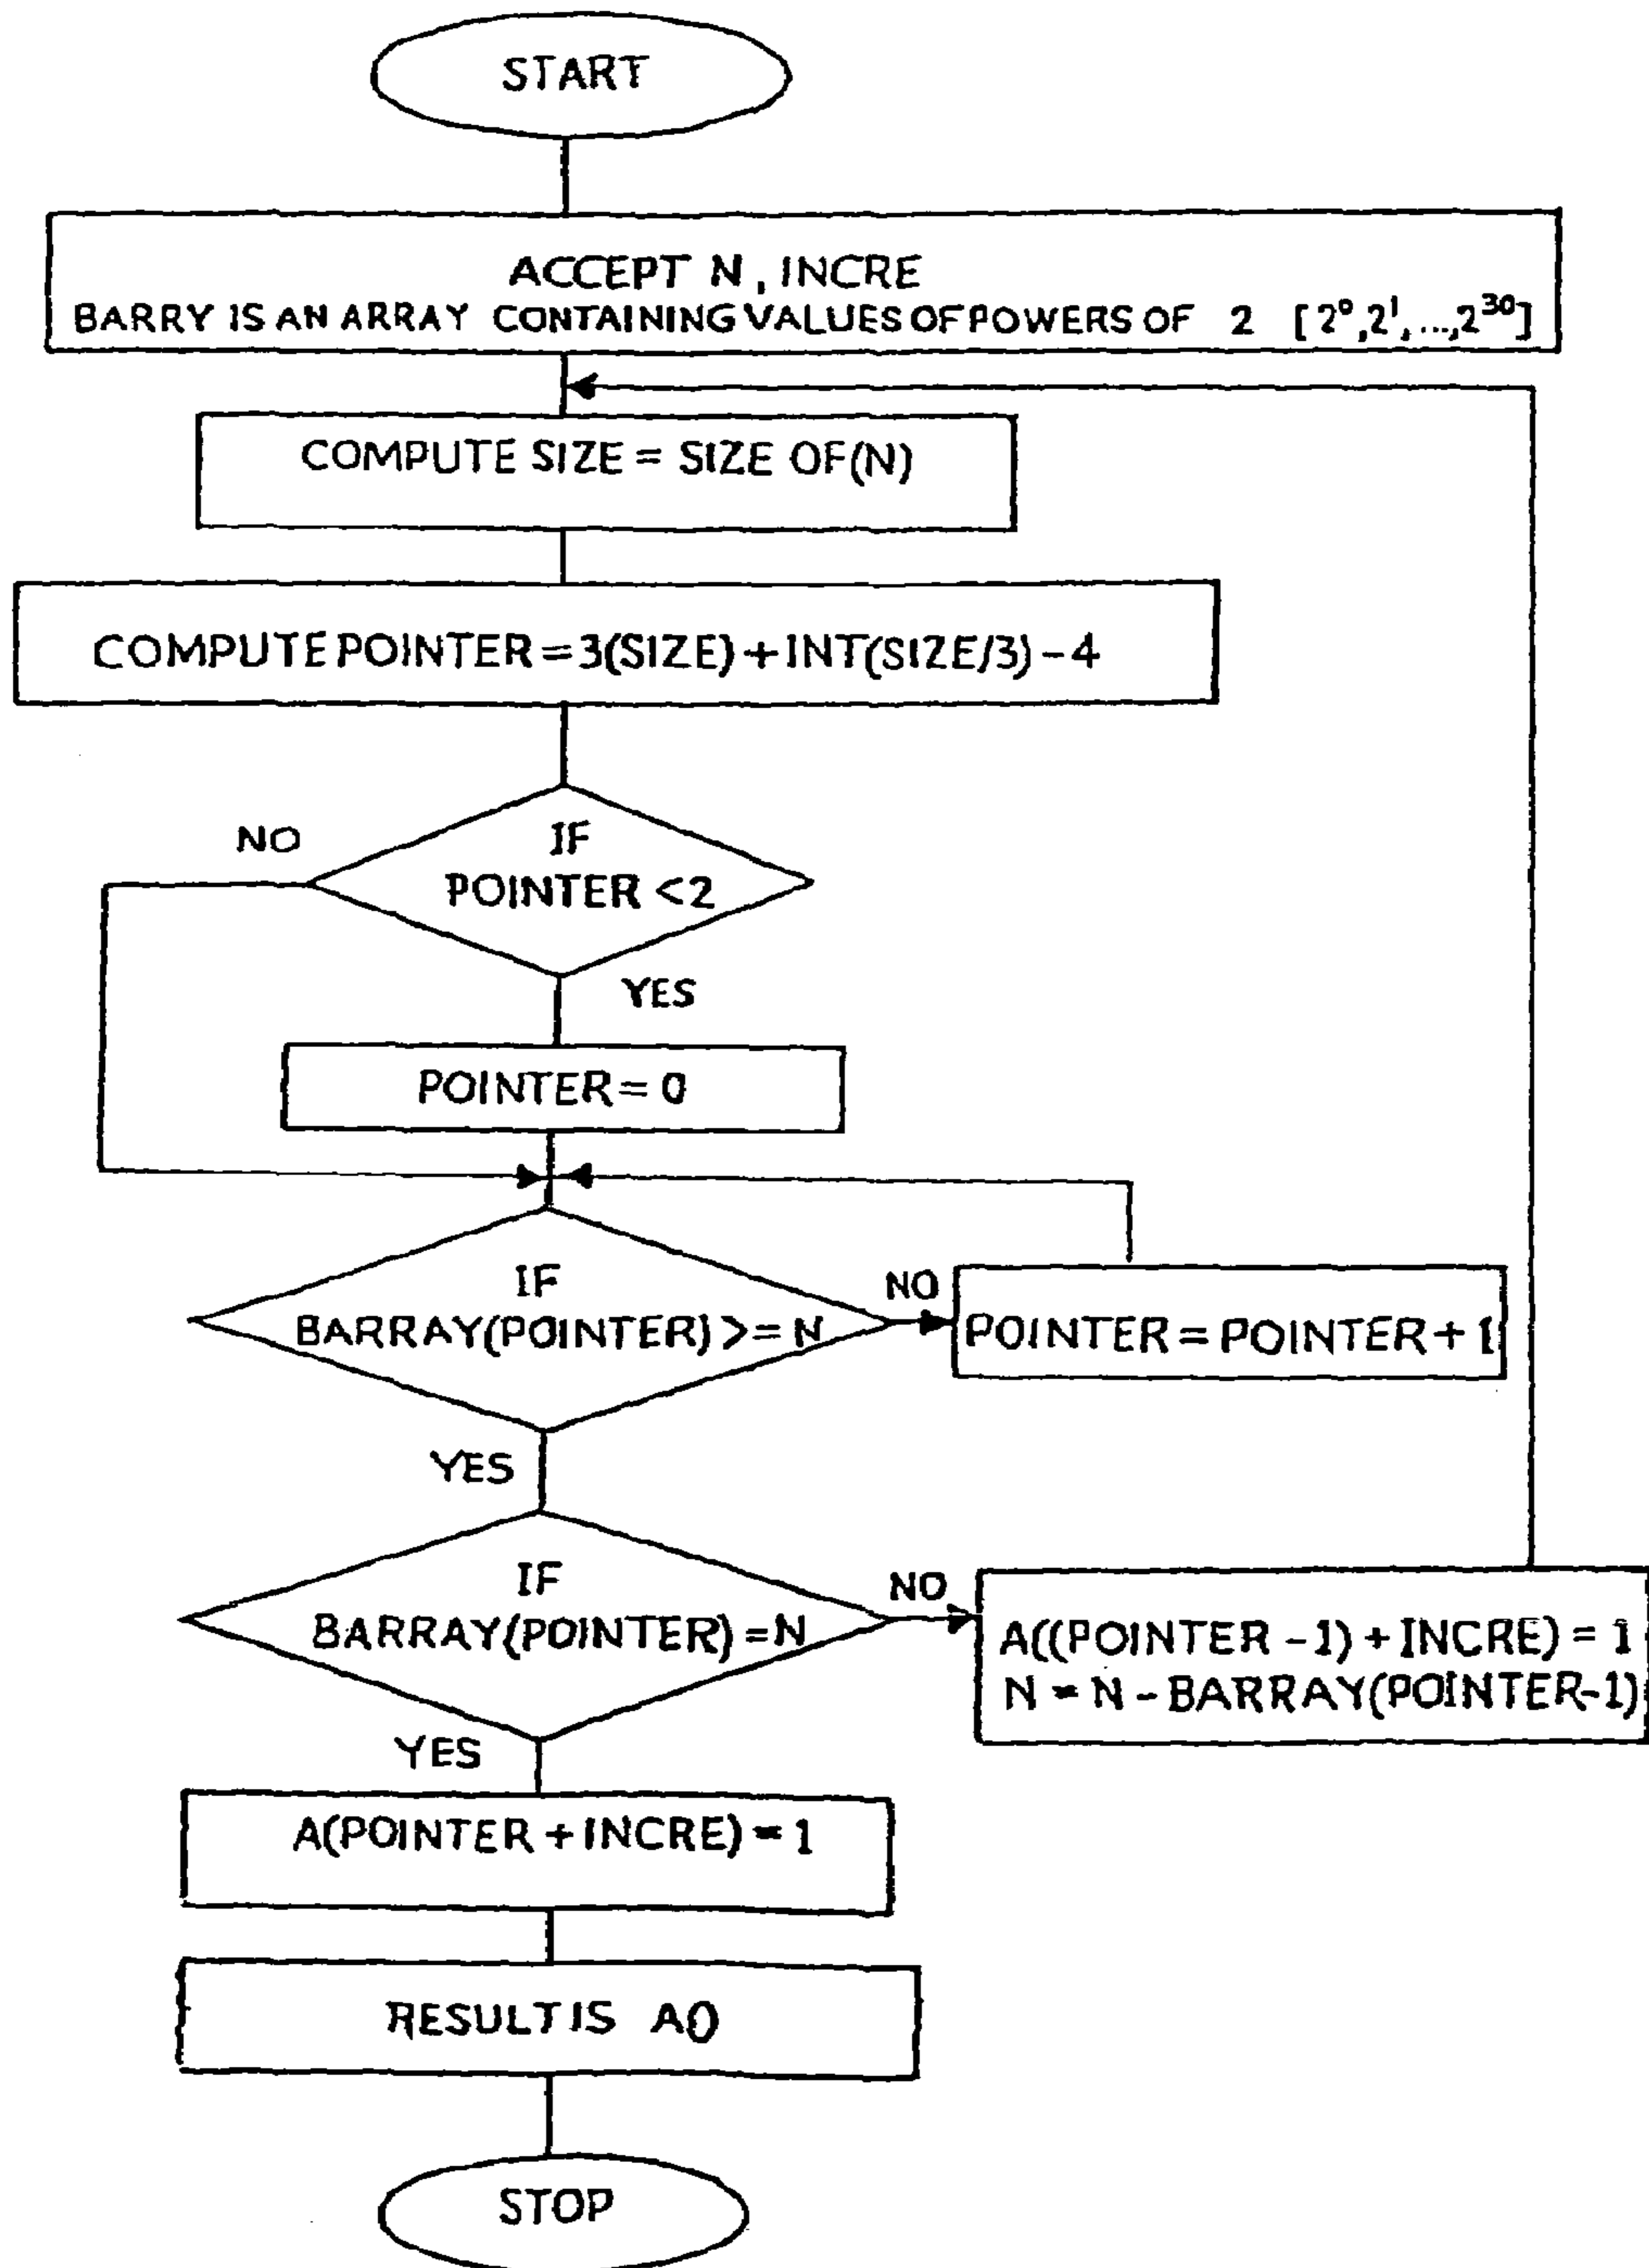 START
ACCEPT N, INCRE
BARRY IS AN ARRAY CONTAINING VALUES OF POWERS OF 2 [2⁰,2¹,...,2³⁰]
COMPUTE SIZE = SIZE OF(N)
COMPUTE POINTER = 3(SIZE) + INT(SIZE/3) - 4
NO
IF
POINTER < 2
YES
POINTER = 0
IF
BARRAY(POINTER) >= N
NO
POINTER = POINTER + 1
YES
IF
BARRAY(POINTER) = N
NO
A((POINTER - 1) + INCRE) = 1
N = N - BARRAY(POINTER-1)
YES
A(POINTER + INCRE) = 1
RESULT IS A()
STOP